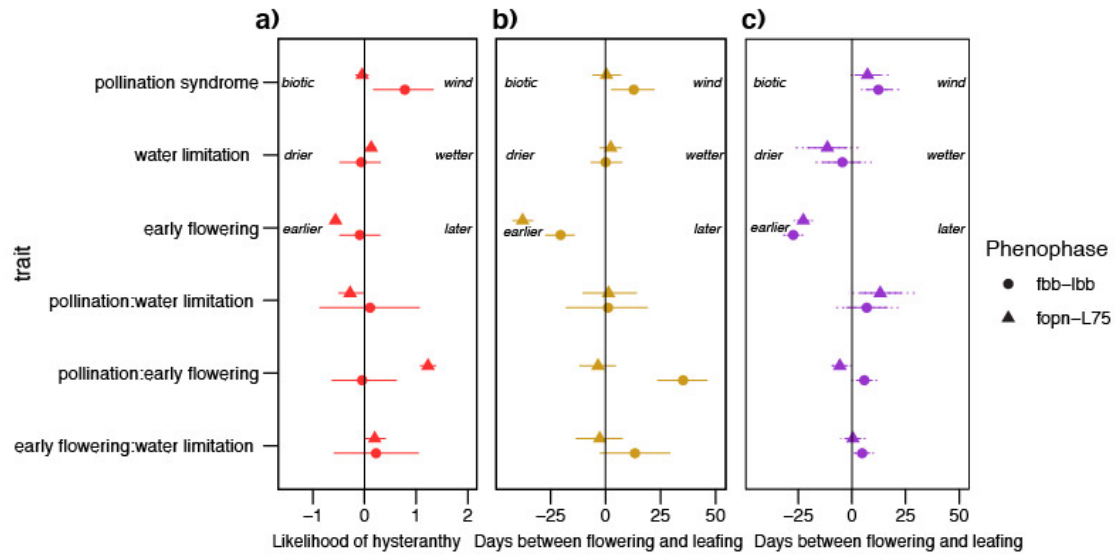 a) b) c)
pollination syndrome biotic wind biotic wind biotic wind
water limitation drier wetter drier wetter drier wetter
early flowering earlier later earlier later earlier later
trait
pollination:water limitation
pollination:early flowering
early flowering:water limitation
Phenophase
fbb-lbb
fopn-L75
−1 0 1 2 −25 0 25 50 −25 0 25 50
Likelihood of hysteranthy Days between flowering and leafing Days between flowering and leafing